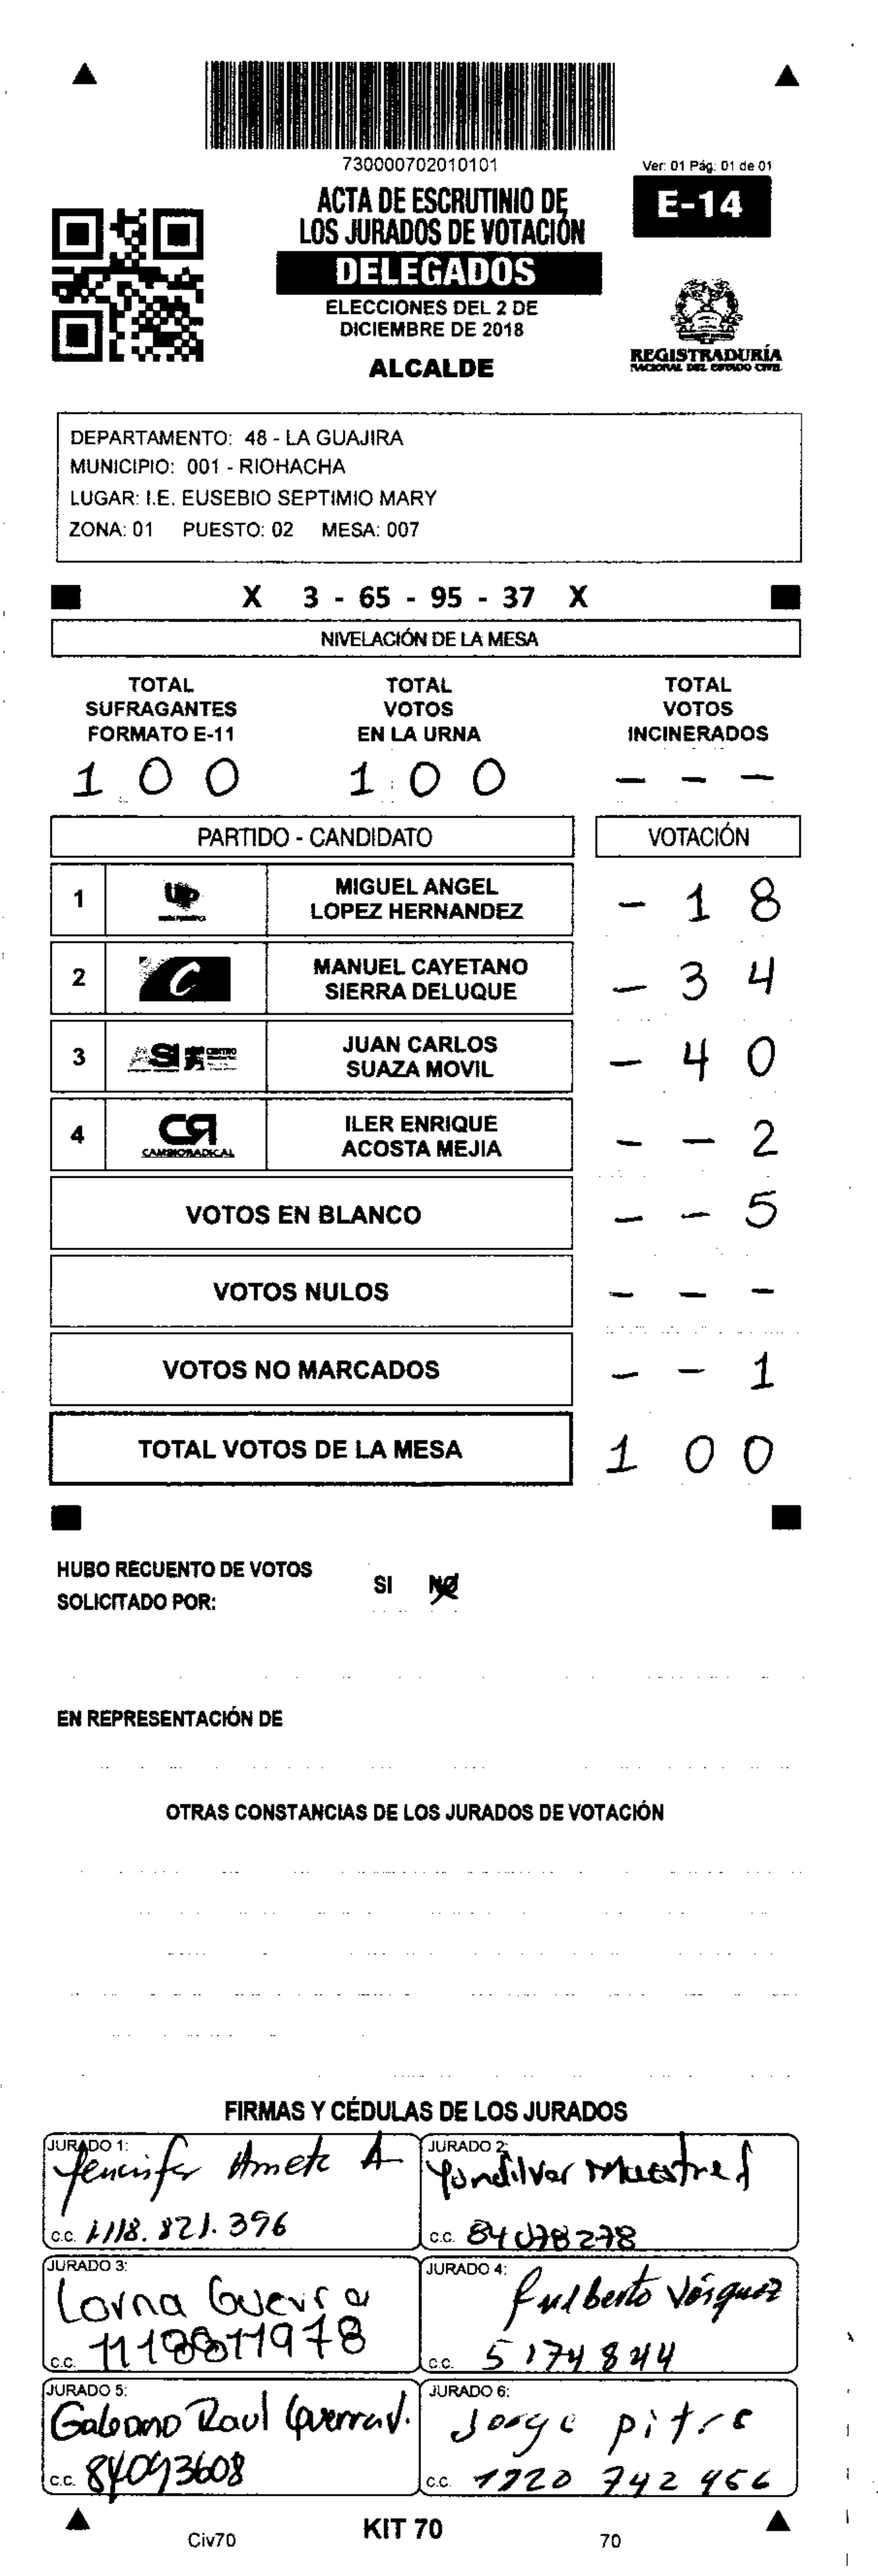 730000702010101
Ver: 01 Pág: 01 de 01
ACTA DE ESCRUTINIO DE
LOS JURADOS DE VOTACIÓN
E-14
DELEGADOS
ELECCIONES DEL 2 DE
DICIEMBRE DE 2018
ALCALDE
REGISTRADURÍA
NACIONAL DEL ESTADO CIVIL
DEPARTAMENTO: 48 - LA GUAJIRA
MUNICIPIO: 001 - RIOHACHA
LUGAR: I.E. EUSEBIO SEPTIMIO MARY
ZONA: 01 PUESTO: 02 MESA: 007
X 3 - 65 - 95 - 37 X
NIVELACIÓN DE LA MESA
TOTAL SUFRAGANTES FORMATO E-11
TOTAL VOTOS EN LA URNA
TOTAL VOTOS INCINERADOS
1 0 0 1 0 0 - - -
PARTIDO - CANDIDATO VOTACIÓN
1 UP MIGUEL ANGEL
LOPEZ HERNANDEZ - 1 8
2 C MANUEL CAYETANO
SIERRA DELUQUE - 3 4
3 ASI CENTRO JUAN CARLOS
SUAZA MOVIL - 4 0
4 CR CAMBIO RADICAL ILER ENRIQUE
ACOSTA MEJIA - - 2
VOTOS EN BLANCO - - 5
VOTOS NULOS - - -
VOTOS NO MARCADOS - - 1
TOTAL VOTOS DE LA MESA 1 0 0
HUBO RECUENTO DE VOTOS
SI NO
SOLICITADO POR:
EN REPRESENTACIÓN DE
OTRAS CONSTANCIAS DE LOS JURADOS DE VOTACIÓN
FIRMAS Y CÉDULAS DE LOS JURADOS
JURADO 1:
A
C.C. 1118.821.396
JURADO 2:
C.C. 84078278
JURADO 3:
Lorna Guerra
C.C. 1118811978
JURADO 4:
Fulberto Vásquez
C.C. 5174844
JURADO 5:
Raul Guerra
C.C. 84093608
JURADO 6:
Jorge pitre
C.C. 742 456
Civ70 KIT 70 70